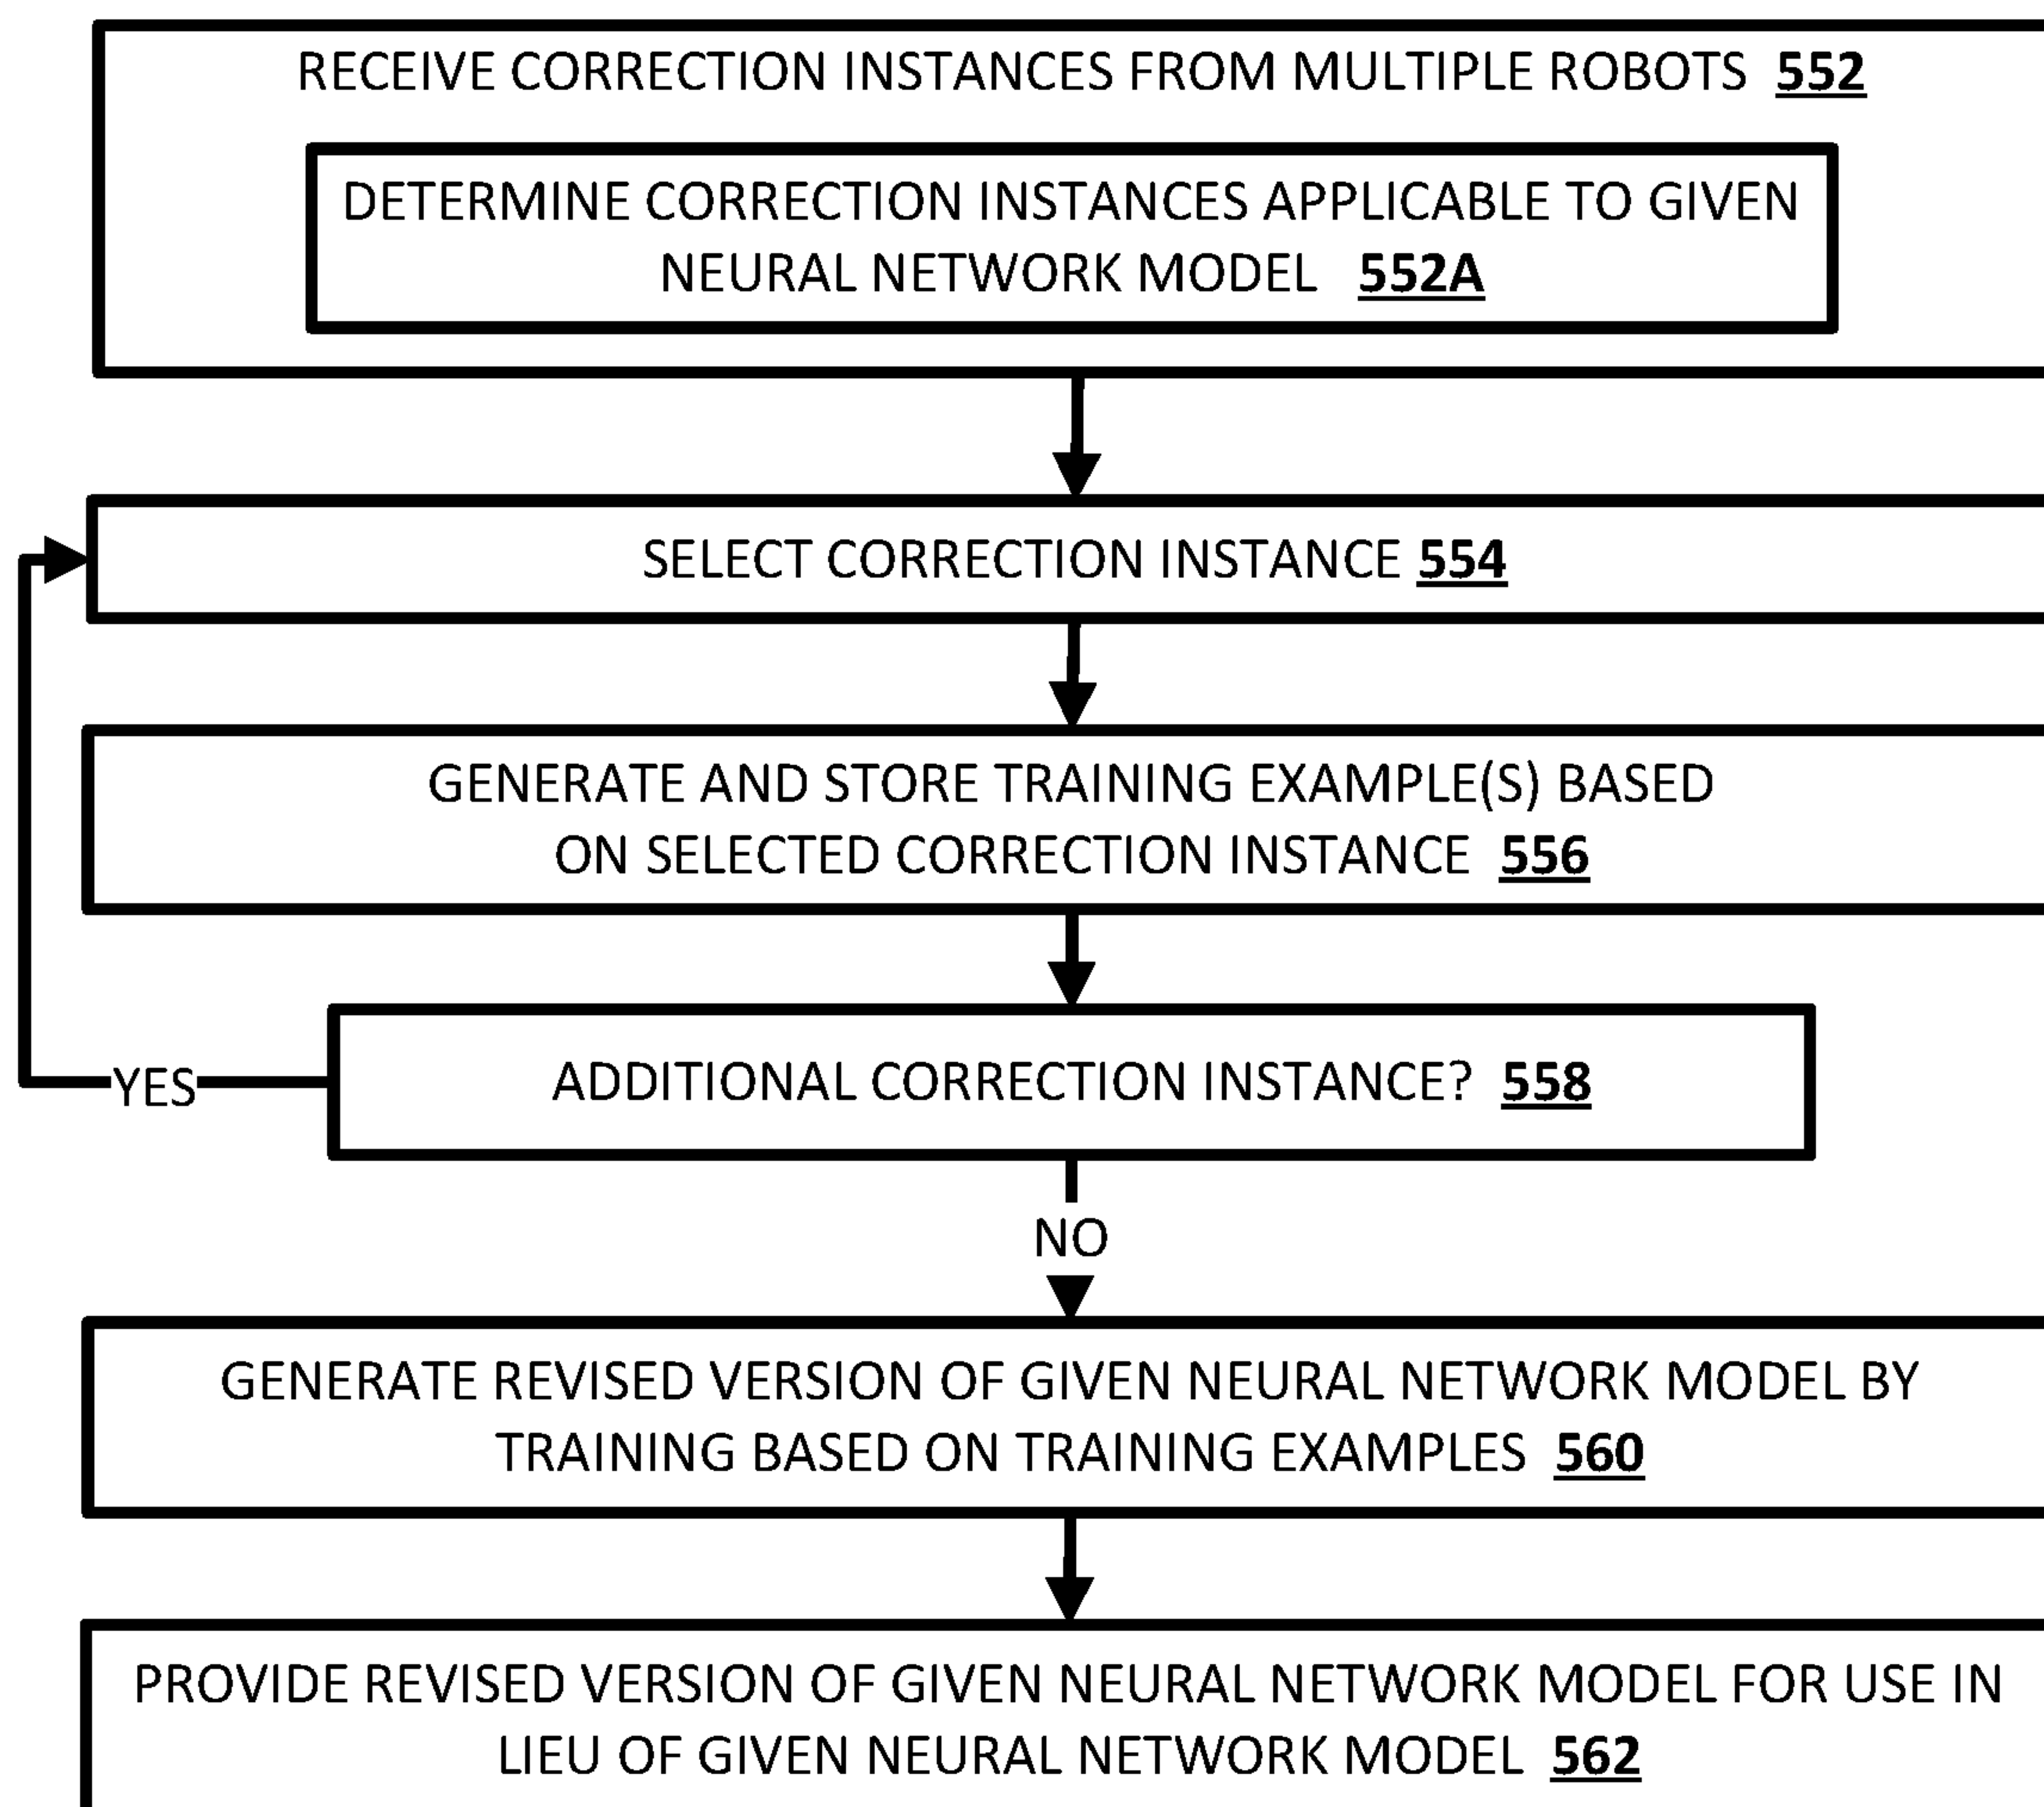 RECEIVE CORRECTION INSTANCES FROM MULTIPLE ROBOTS 552
DETERMINE CORRECTION INSTANCES APPLICABLE TO GIVEN
NEURAL NETWORK MODEL 552A
SELECT CORRECTION INSTANCE 554
GENERATE AND STORE TRAINING EXAMPLE(S) BASED
ON SELECTED CORRECTION INSTANCE 556
ADDITIONAL CORRECTION INSTANCE? 558
YES
NO
GENERATE REVISED VERSION OF GIVEN NEURAL NETWORK MODEL BY
TRAINING BASED ON TRAINING EXAMPLES 560
PROVIDE REVISED VERSION OF GIVEN NEURAL NETWORK MODEL FOR USE IN
LIEU OF GIVEN NEURAL NETWORK MODEL 562